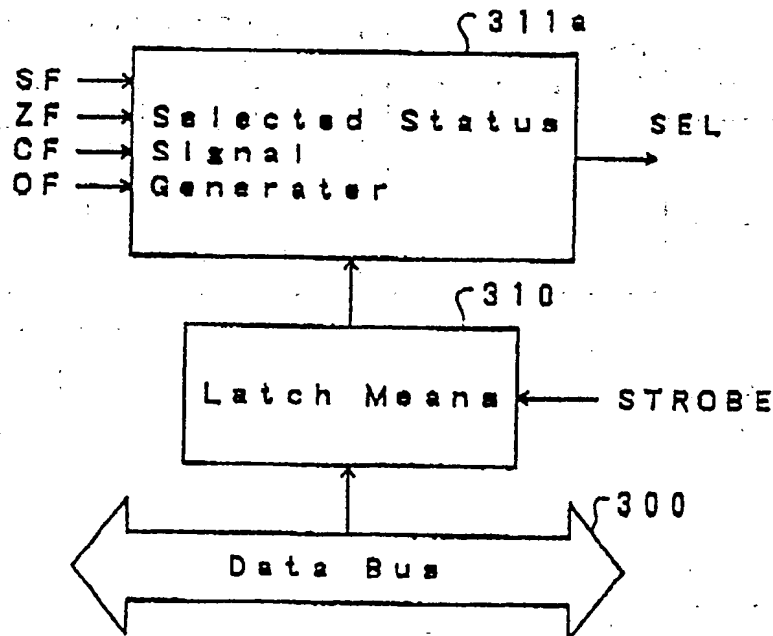 311a
SF
ZF Selected Status SEL
CF Signal
OF Generater
310
Latch Means STROBE
300
Data Bus